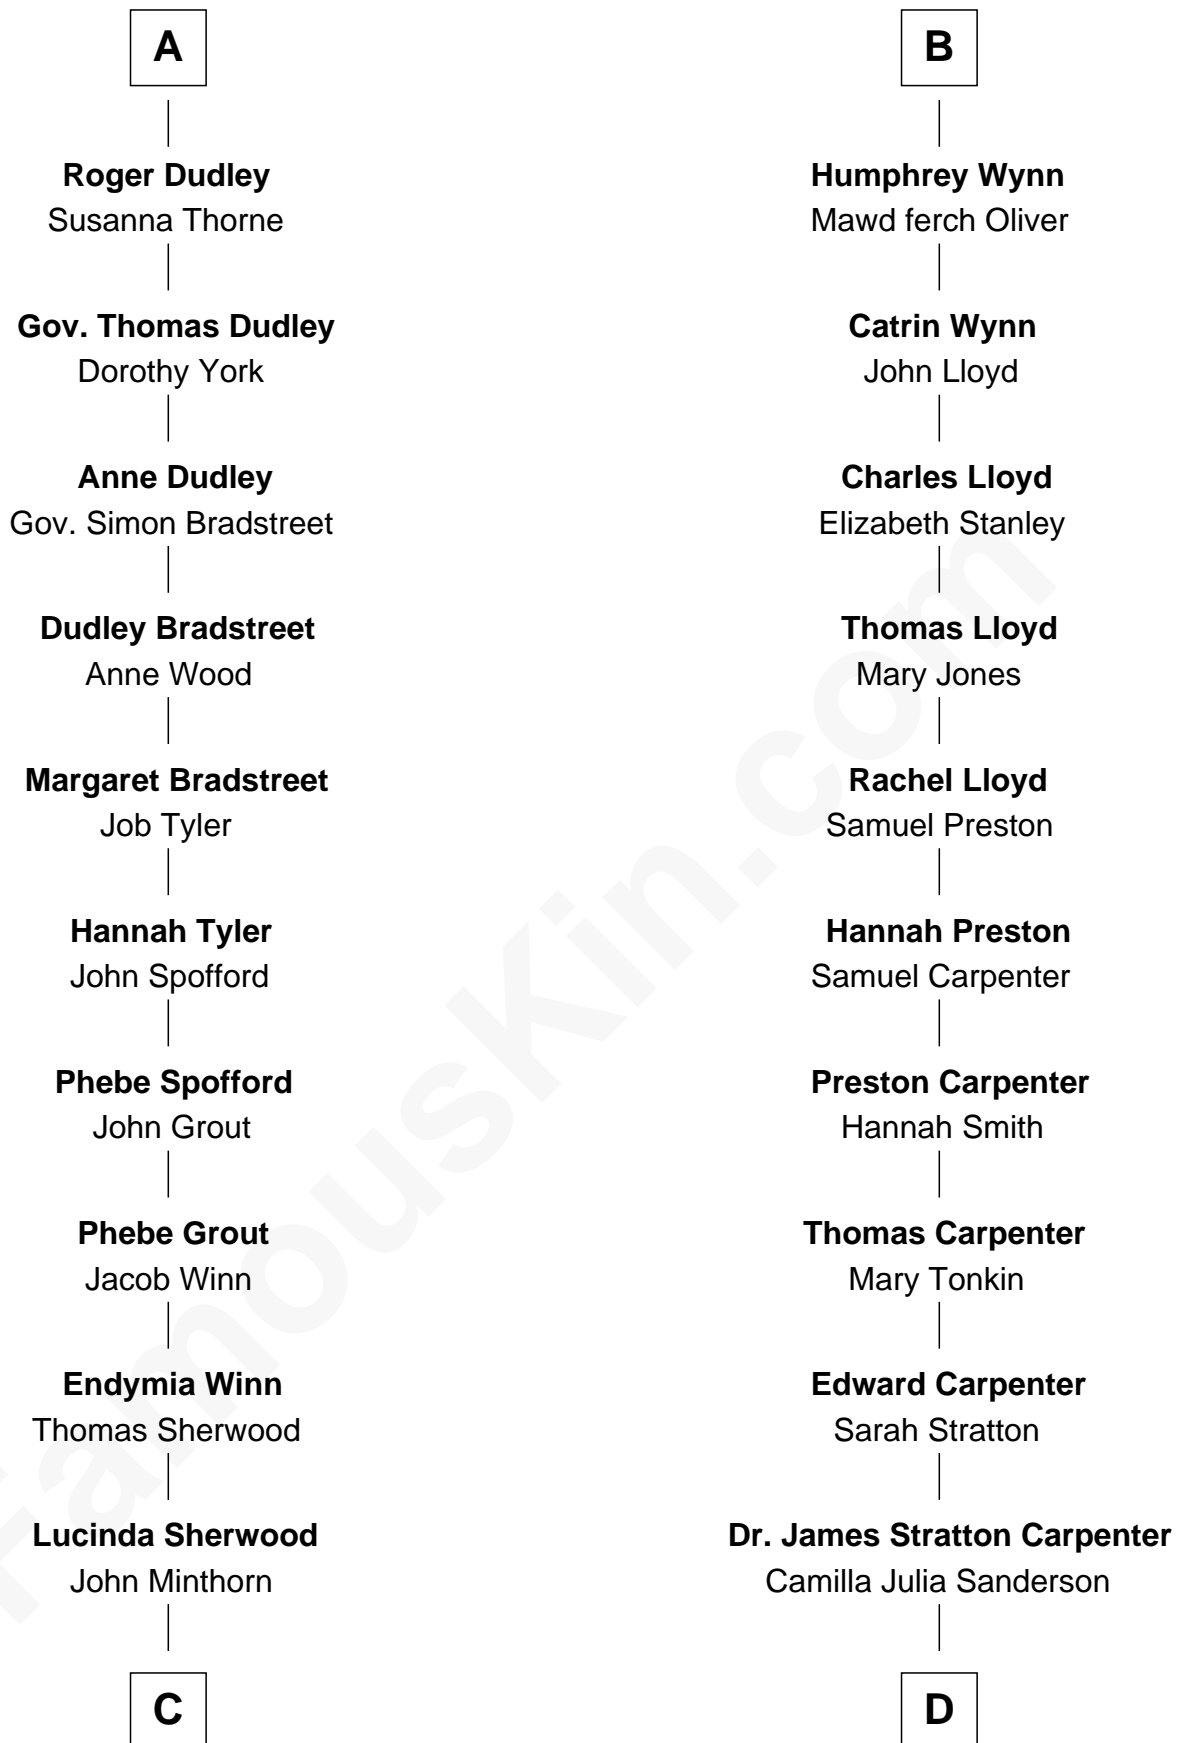 A
Roger Dudley
Susanna Thorne
Gov. Thomas Dudley
Dorothy York
Anne Dudley
Gov. Simon Bradstreet
Dudley Bradstreet
Anne Wood
Margaret Bradstreet
Job Tyler
Hannah Tyler
John Spofford
Phebe Spofford
John Grout
Phebe Grout
Jacob Winn
Endymia Winn
Thomas Sherwood
Lucinda Sherwood
John Minthorn
C
B
Humphrey Wynn
Mawd ferch Oliver
Catrin Wynn
John Lloyd
Charles Lloyd
Elizabeth Stanley
Thomas Lloyd
Mary Jones
Rachel Lloyd
Samuel Preston
Hannah Preston
Samuel Carpenter
Preston Carpenter
Hannah Smith
Thomas Carpenter
Mary Tonkin
Edward Carpenter
Sarah Stratton
Dr. James Stratton Carpenter
Camilla Julia Sanderson
D
FamousKin.com